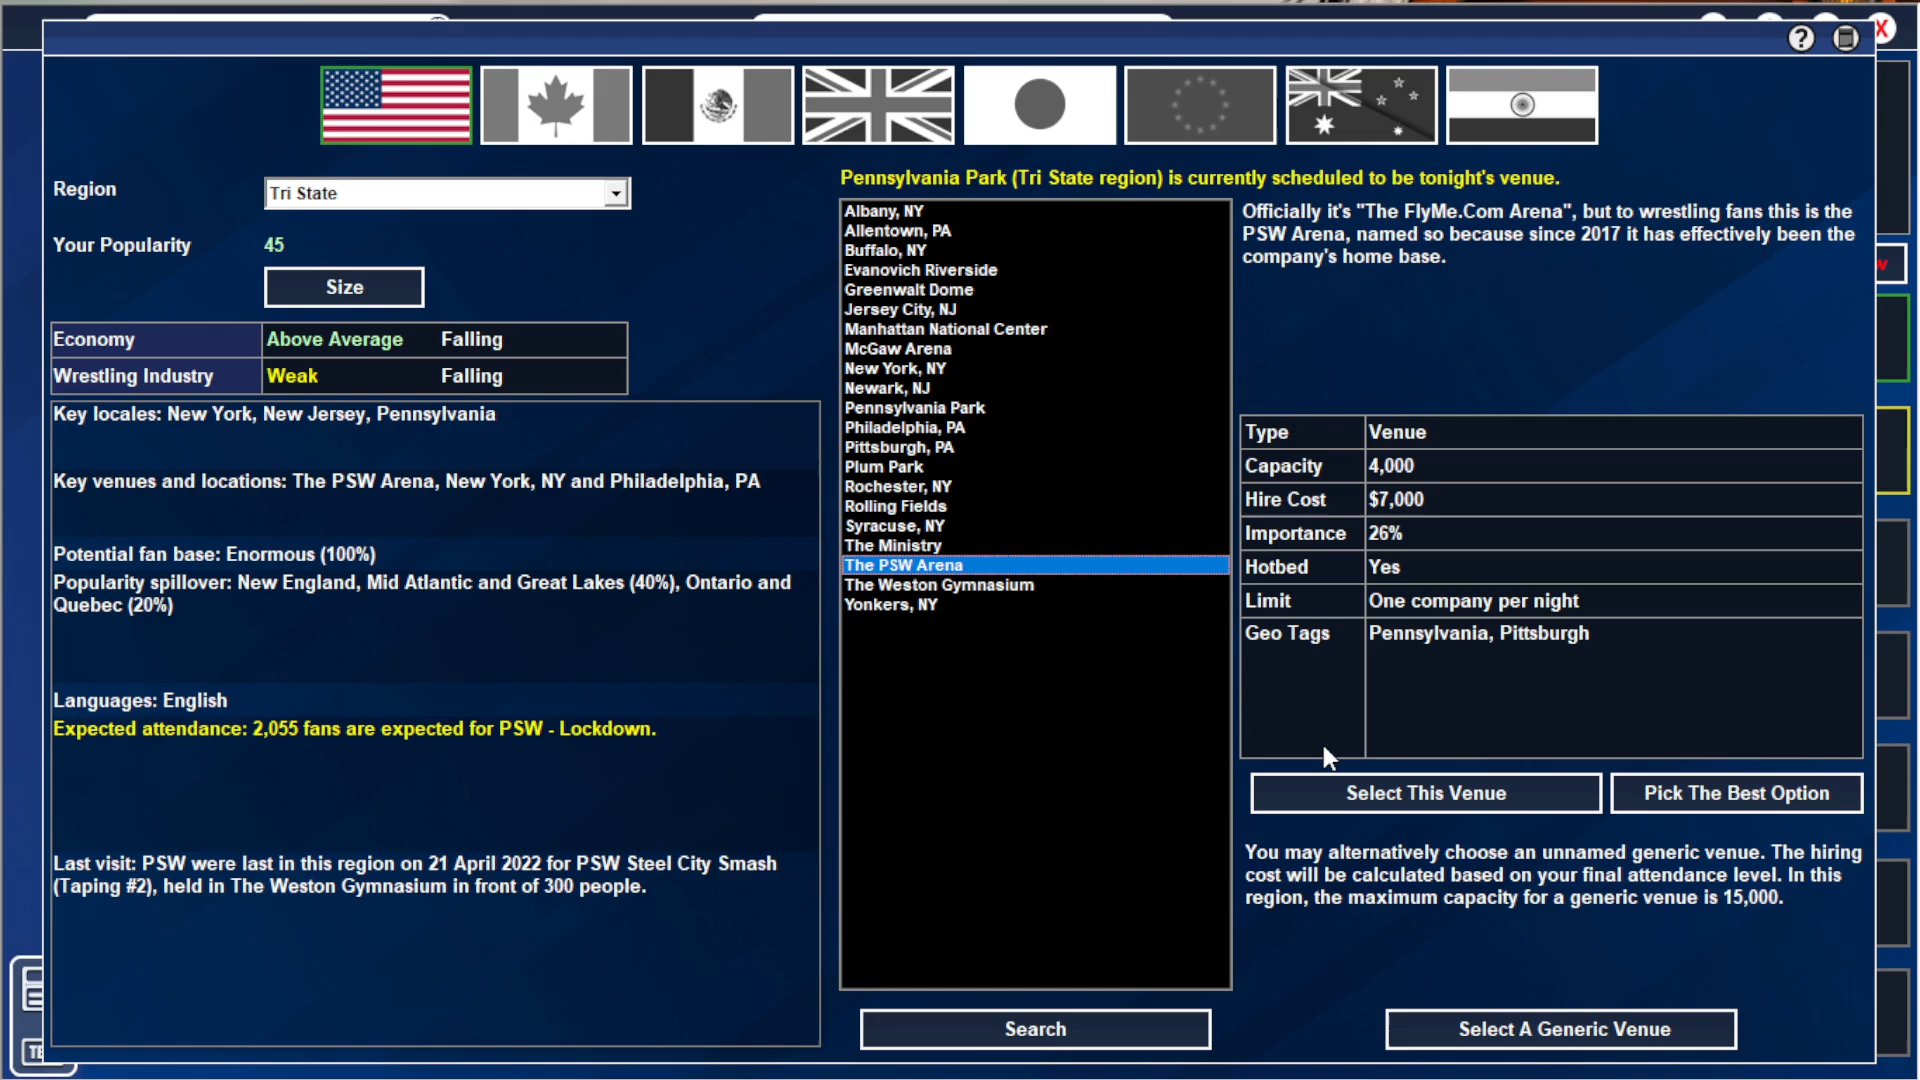 ?
X
Region
Tri State
Your Popularity
45
Size
Economy
Above Average
Falling
Wrestling Industry
Weak
Falling
Key locales: New York, New Jersey, Pennsylvania
Key venues and locations: The PSW Arena, New York, NY and Philadelphia, PA
Potential fan base: Enormous (100%)
Popularity spillover: New England, Mid Atlantic and Great Lakes (40%), Ontario and
Quebec (20%)
Languages: English
Expected attendance: 2,055 fans are expected for PSW - Lockdown.
Last visit: PSW were last in this region on 21 April 2022 for PSW Steel City Smash
(Taping #2), held in The Weston Gymnasium in front of 300 people.
Pennsylvania Park (Tri State region) is currently scheduled to be tonight's venue.
Albany, NY
Allentown, PA
Buffalo, NY
Evanovich Riverside
Greenwalt Dome
Jersey City, NJ
Manhattan National Center
McGaw Arena
New York, NY
Newark, NJ
Pennsylvania Park
Philadelphia, PA
Pittsburgh, PA
Plum Park
Rochester, NY
Rolling Fields
Syracuse, NY
The Ministry
The PSW Arena
The Weston Gymnasium
Yonkers, NY
Search
Officially it's "The FlyMe.Com Arena", but to wrestling fans this is the
PSW Arena, named so because since 2017 it has effectively been the
company's home base.
Type
Venue
Capacity
4,000
Hire Cost
$7,000
Importance
26%
Hotbed
Yes
Limit
One company per night
Geo Tags
Pennsylvania, Pittsburgh
Select This Venue
Pick The Best Option
You may alternatively choose an unnamed generic venue. The hiring
cost will be calculated based on your final attendance level. In this
region, the maximum capacity for a generic venue is 15,000.
Select A Generic Venue